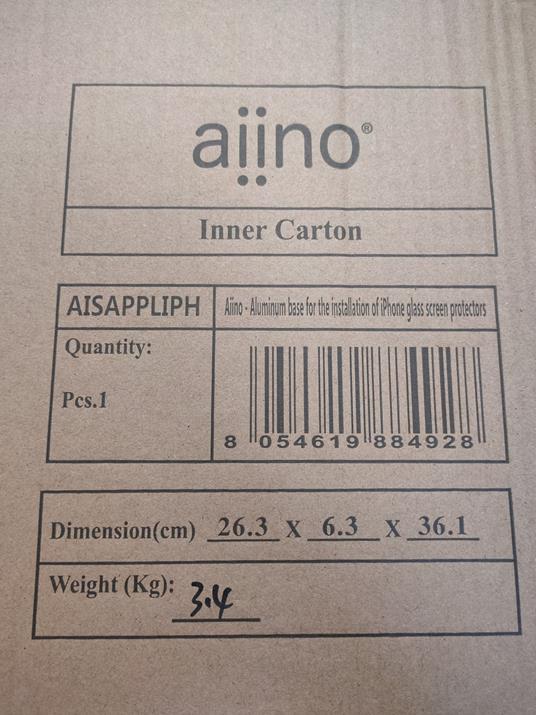 aiino®
Inner Carton
AISAPPLIPH
Aiino - Aluminum base for the installation of iPhone glass screen protectors
Quantity:
Pcs.1
8 054619 884928
Dimension(cm) 26.3 X 6.3 X 36.1
Weight (Kg): 3.4